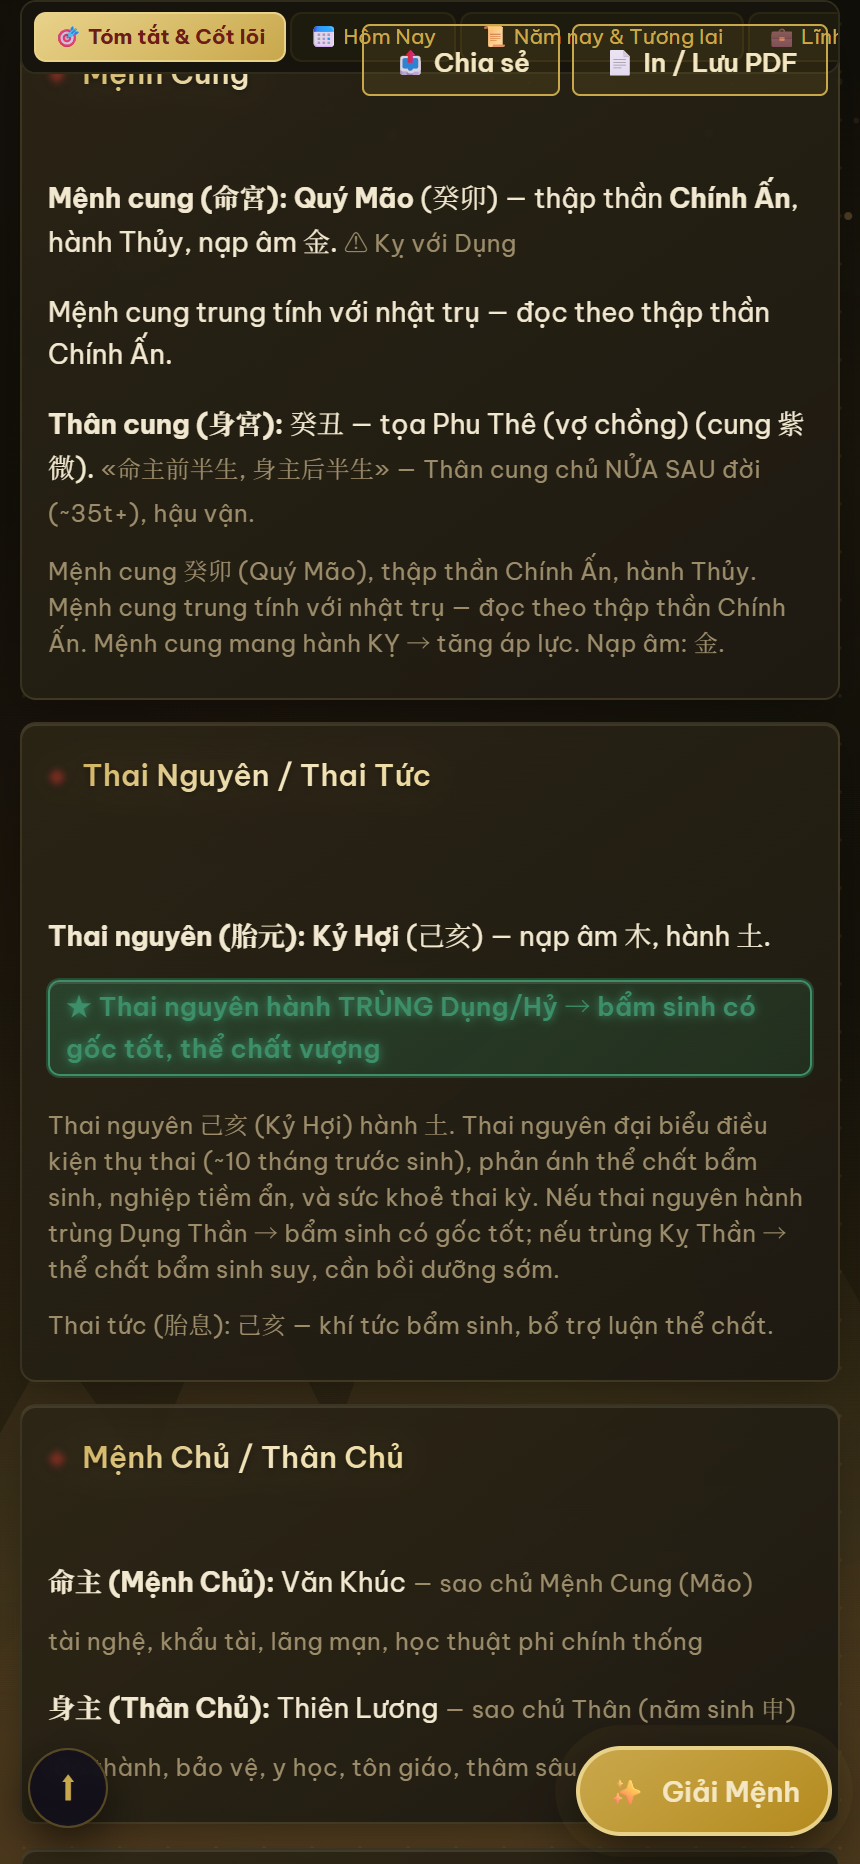 🎯 Tóm tắt & Cốt lõi
Hôm Nay
Năm nay & Tương lai
Chia sẻ
In / Lưu PDF
Mệnh Cung
Mệnh cung (命宮): Quý Mão (癸卯) — thập thần Chính Ấn,
hành Thủy, nạp âm 金. ⚠ Kỵ với Dụng
Mệnh cung trung tính với nhật trụ — đọc theo thập thần
Chính Ấn.
Thân cung (身宮): 癸丑 — tọa Phu Thê (vợ chồng) (cung 紫
微). «命主前半生, 身主后半生» — Thân cung chủ NỬA SAU đời
(~35t+), hậu vận.
Mệnh cung 癸卯 (Quý Mão), thập thần Chính Ấn, hành Thủy.
Mệnh cung trung tính với nhật trụ — đọc theo thập thần Chính
Ấn. Mệnh cung mang hành KỴ → tăng áp lực. Nạp âm: 金.
Thai Nguyên / Thai Tức
Thai nguyên (胎元): Kỷ Hợi (己亥) — nạp âm 木, hành 土.
★ Thai nguyên hành TRÙNG Dụng/Hỷ → bẩm sinh có
gốc tốt, thể chất vượng
Thai nguyên 己亥 (Kỷ Hợi) hành 土. Thai nguyên đại biểu điều
kiện thụ thai (~10 tháng trước sinh), phản ánh thể chất bẩm
sinh, nghiệp tiềm ẩn, và sức khoẻ thai kỳ. Nếu thai nguyên hành
trùng Dụng Thần → bẩm sinh có gốc tốt; nếu trùng Kỵ Thần →
thể chất bẩm sinh suy, cần bồi dưỡng sớm.
Thai tức (胎息): 己亥 — khí tức bẩm sinh, bổ trợ luận thể chất.
Mệnh Chủ / Thân Chủ
命主 (Mệnh Chủ): Văn Khúc — sao chủ Mệnh Cung (Mão)
tài nghệ, khẩu tài, lãng mạn, học thuật phi chính thống
身主 (Thân Chủ): Thiên Lương — sao chủ Thân (năm sinh 申)
hành, bảo vệ, y học, tôn giáo, thâm sâu
✨ Giải Mệnh